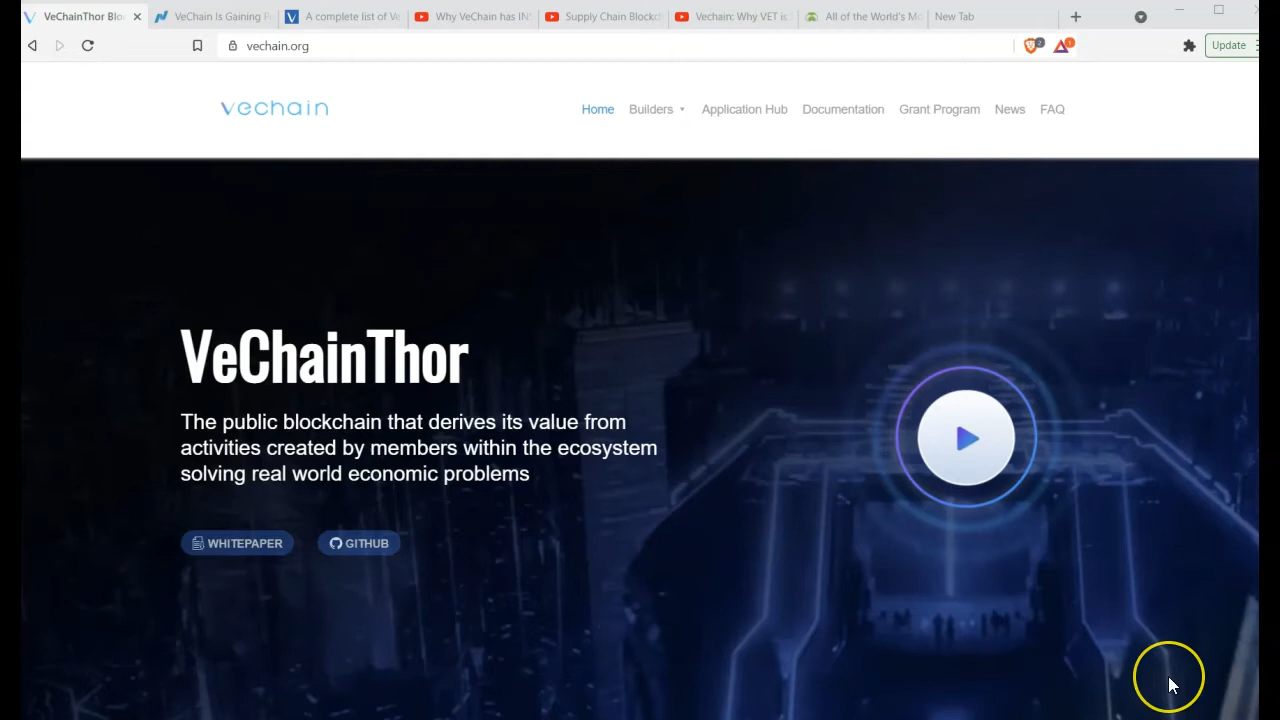 VeChainThor Blo
VeChain Is Gaining P
A complete list of Ve
Why VeChain has IN
Supply Chain Blockc
Vechain: Why VET is
All of the World's Mo
New Tab
vechain.org
2
1
Update
vechain
Home
Builders
Application Hub
Documentation
Grant Program
News
FAQ
VeChainThor
The public blockchain that derives its value from
activities created by members within the ecosystem
solving real world economic problems
WHITEPAPER
GITHUB